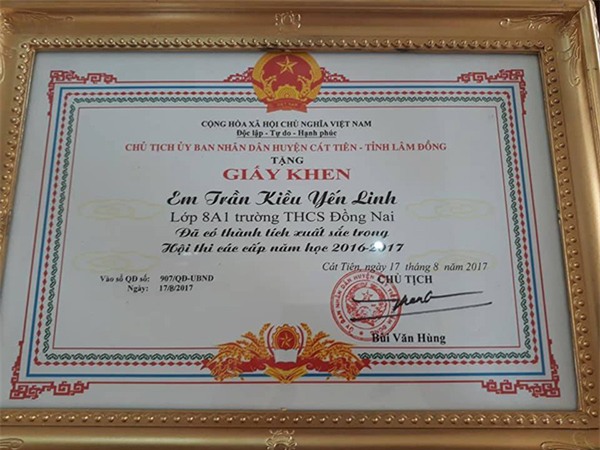 CỘNG HÒA XÃ HỘI CHỦ NGHĨA VIỆT NAM
Độc lập - Tự do - Hạnh phúc
CHỦ TỊCH ỦY BAN NHÂN DÂN HUYỆN CÁT TIÊN - TỈNH LÂM ĐỒNG
TẶNG
GIẤY KHEN
Em Trần Kiều Yến Linh
Lớp 8A1 trường THCS Đồng Nai
Đã có thành tích xuất sắc trong
Hội thi các cấp năm học 2016-2017
Cát Tiên, ngày 17 tháng 8 năm 2017
Vào sổ QĐ số: 907/QĐ-UBND
Ngày: 17/8/2017
CHỦ TỊCH
Bùi Văn Hùng